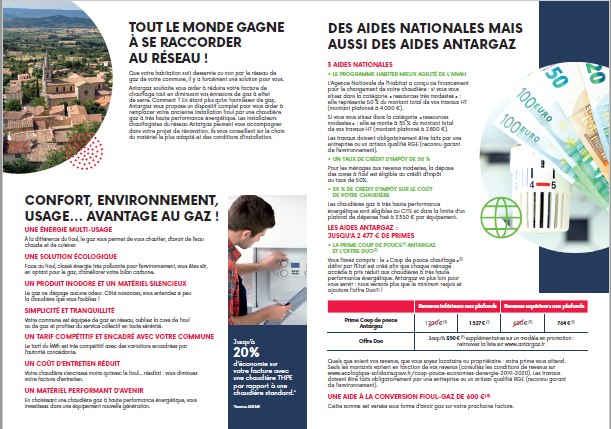 TOUT LE MONDE GAGNE
À SE RACCORDER
AU RÉSEAU !
Que votre habitation soit desservie ou non par le réseau de
gaz de votre commune, il y a forcément une solution pour vous.
Antargaz souhaite vous aider à réduire votre facture de
chauffage tout en diminuant vos émissions de gaz à effet
de serre. Comment ? En étant plus qu'un fournisseur de gaz,
Antargaz vous propose un dispositif complet pour vous aider à
remplacer votre ancienne installation fioul par une chaudière
gaz à très haute performance énergétique. Les installateurs
chauffagistes du réseau Antargaz peuvent vous accompagner
dans votre projet de rénovation. Ils vous conseillent sur le choix
du matériel le plus adapté et des conditions d'installation.
CONFORT, ENVIRONNEMENT,
USAGE... AVANTAGE AU GAZ !
UNE ÉNERGIE MULTI-USAGE
À la différence du fioul, le gaz vous permet de vous chauffer, d'avoir de l'eau
chaude et de cuisiner.
UNE SOLUTION ÉCOLOGIQUE
Face au fioul, classé énergie très polluante pour l'environnement, vous êtes sûr,
en optant pour le gaz, d'améliorer votre bilan carbone.
UN PRODUIT INODORE ET UN MATÉRIEL SILENCIEUX
Le gaz ne dégage aucune odeur. Côté nuisances, vous entendez si peu
la chaudière que vous l'oubliez !
SIMPLICITÉ ET TRANQUILLITÉ
Votre commune est équipée de gaz en réseau, oubliez la cuve de fioul
ou de gaz et profitez du service collectif en toute sérénité.
UN TARIF COMPÉTITIF ET ENCADRÉ AVEC VOTRE COMMUNE
Le tarif du kWh est très compétitif avec des variations encadrées par
l'autorité concédante.
UN COÛT D'ENTRETIEN RÉDUIT
Votre chaudière s'encrasse moins qu'avec le fioul... résultat : vous diminuez
votre facture d'entretien.
UN MATÉRIEL PERFORMANT D'AVENIR
En choisissant une chaudière gaz à haute performance énergétique, vous
investissez dans un équipement nouvelle génération.
Jusqu'à
20%
d'économie sur
votre facture avec
une chaudière THPE
par rapport à une
chaudière standard.*
*Source ADEME
DES AIDES NATIONALES MAIS
AUSSI DES AIDES ANTARGAZ
3 AIDES NATIONALES
• LE PROGRAMME HABITER MIEUX AGILITÉ DE L'ANAH
L'Agence Nationale de l'Habitat a conçu ce financement
pour le changement de votre chaudière : si vous vous
situez dans la catégorie « ressources très modestes » :
elle représente 50 % du montant total de vos travaux HT
(montant plafonné à 4 000 €).
Si vous vous situez dans la catégorie « ressources
modestes » : elle se monte à 35 % du montant total
de vos travaux HT (montant plafonné à 2 800 €).
Les travaux doivent obligatoirement être faits par une
entreprise ou un artisan qualifié RGE (reconnu garant
de l'environnement).
• UN TAUX DE CRÉDIT D'IMPÔT DE 50 %
Pour les ménages aux revenus modestes, la dépose
des cuves à fioul est éligible au crédit d'impôt
au taux de 50%.
• 30 % DE CRÉDIT D'IMPÔT SUR LE COÛT
DE VOTRE CHAUDIÈRE
Les chaudières gaz à très haute performance
énergétique sont éligibles au CITE et dans la limite d'un
plafond de dépense fixé à 3 350 € par équipement.
LES AIDES ANTARGAZ :
JUSQU'À 2 477 € DE PRIMES
• LA PRIME COUP DE POUCE(1) ANTARGAZ
ET L'OFFRE DUO(2)
Vous l'avez compris : le « Coup de pouce chauffage »(1)
défini par l'État est créé afin que chaque ménage
accède à prix réduit aux chaudières à très haute
performance énergétique. Antargaz va plus loin pour
vous servir : nous versons plus que le minimum requis et
ajoutons l'offre Duo(2) !
Revenus inférieurs aux plafonds
Revenus supérieurs aux plafonds
Prime Coup de pouce
Antargaz
1 200 € (1)
1 527 € (1)
600 € (1)
764 € (1)
Offre Duo
Jusqu'à 350 € (2) supplémentaires sur un modèle en promotion :
retrouvez la liste sur www.antargaz.fr
Quels que soient vos revenus, que vous soyez locataire ou propriétaire : votre prime vous attend.
Seuls les montants varient en fonction de vos revenus (consultez les conditions de revenus sur
www.ecologique-solidaire.gouv.fr/coup-pouce-economies-denergie-2019-2020). Les travaux
doivent être faits obligatoirement par une entreprise ou un artisan qualifié RGE (reconnu garant
de l'environnement).
UNE AIDE À LA CONVERSION FIOUL-GAZ DE 600 € (3)
Cette somme est versée sous forme d'avoir gaz sur votre prochaine facture.
100 EURO
100 EURO
50
20
4
5